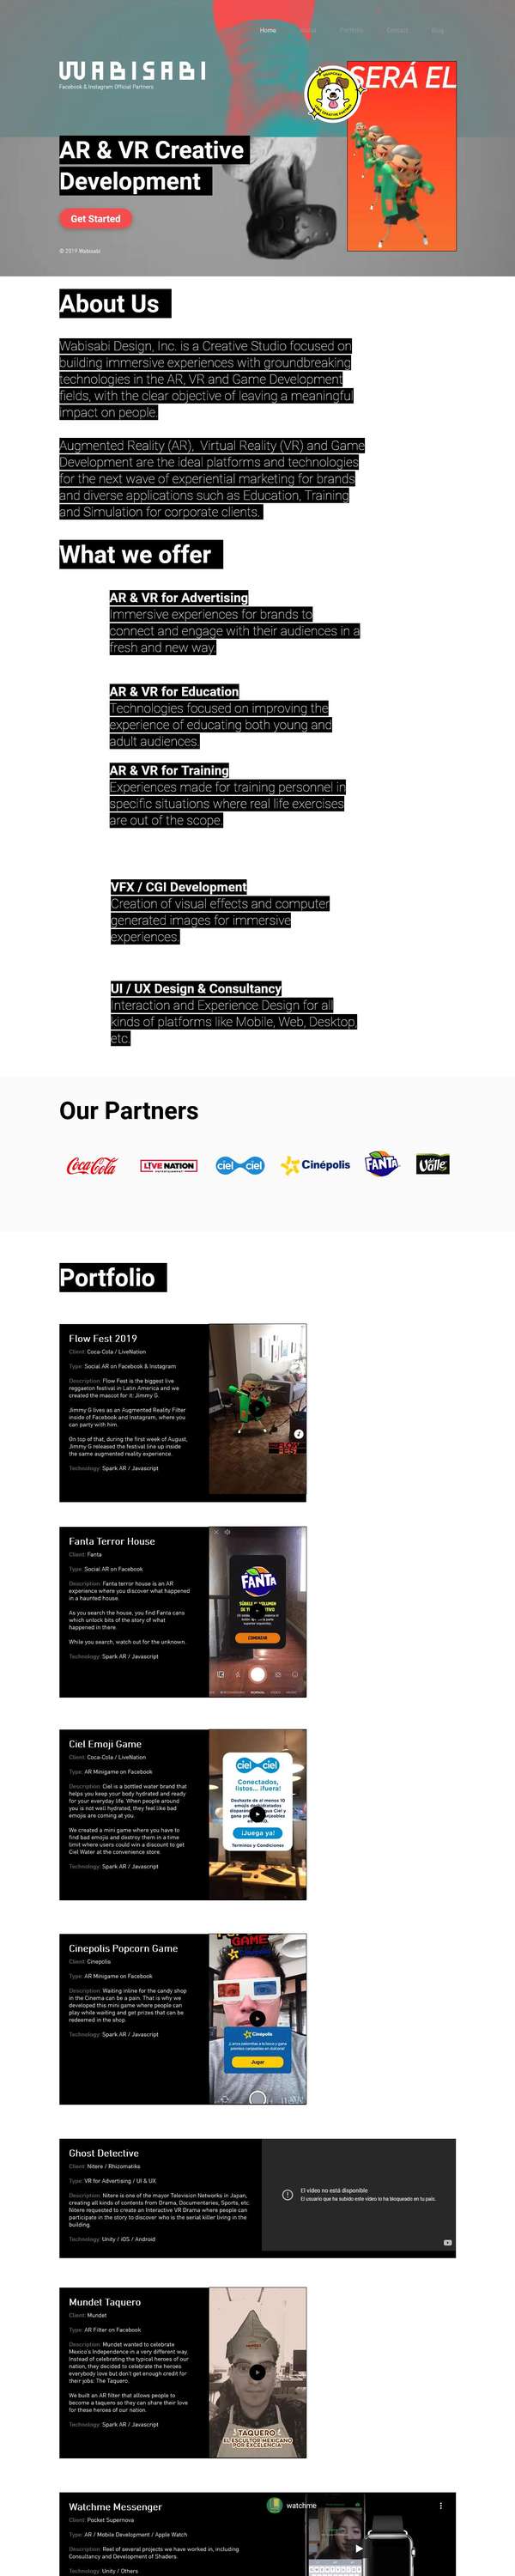 Home
About
Portfolio
Contact
Blog
WABISABI
Facebook & Instagram Official Partners
SERÁ EL
AR & VR Creative
Development
Get Started
© 2019 Wabisabi
About Us
Wabisabi Design, Inc. is a Creative Studio focused on
building immersive experiences with groundbreaking
technologies in the AR, VR and Game Development
fields, with the clear objective of leaving a meaningful
impact on people.
Augmented Reality (AR), Virtual Reality (VR) and Game
Development are the ideal platforms and technologies
for the next wave of experiential marketing for brands
and diverse applications such as Education, Training
and Simulation for corporate clients.
What we offer
AR & VR for Advertising
Immersive experiences for brands to
connect and engage with their audiences in a
fresh and new way.
AR & VR for Education
Technologies focused on improving the
experience of educating both young and
adult audiences.
AR & VR for Training
Experiences made for training personnel in
specific situations where real life exercises
are out of the scope.
VFX / CGI Development
Creation of visual effects and computer
generated images for immersive
experiences.
UI / UX Design & Consultancy
Interaction and Experience Design for all
kinds of platforms like Mobile, Web, Desktop,
etc.
Our Partners
Coca-Cola
LIVE NATION
ciel ciel
Cinépolis
FANTA
del Valle
Portfolio
Flow Fest 2019
Client: Coca-Cola / LiveNation
Type: Social AR on Facebook & Instagram
Description: Flow Fest is the biggest live
reggaeton festival in Latin America and we
created the mascot for it: Jimmy G.
Jimmy G lives as an Augmented Reality Filter
inside of Facebook and Instagram, where you
can party with him.
On top of that, during the first week of August,
Jimmy G released the festival line up inside
the same augmented reality experience.
Technology: Spark AR / Javascript
Fanta Terror House
Client: Fanta
Type: Social AR on Facebook
Description: Fanta terror house is an AR
experience where you discover what happened
in a haunted house.
As you search the house, you find Fanta cans
which unlock bits of the story of what
happened in there.
While you search, watch out for the unknown.
Technology: Spark AR / Javascript
FANTA
COMENZAR
Ciel Emoji Game
Client: Coca-Cola / LiveNation
Type: AR Minigame on Facebook
Description: Ciel is a bottled water brand that
helps you keep your body hydrated and ready
for your everyday life. When people around
you is not well hydrated, they feel like bad
emojis are coming at you.
We created a mini game where you have to
find bad emojis and destroy them in a time
limit where users could win a discount to get
Ciel Water at the convenience store.
Technology: Spark AR / Javascript
ciel ciel
Conectados,
listos... ¡fuera!
¡Juega ya!
Terminos y Condiciones
Cinepolis Popcorn Game
Client: Cinepolis
Type: AR Minigame on Facebook
Description: Waiting inline for the candy shop
in the Cinema can be a pain. That is why we
developed this mini game where people can
play while waiting and get prizes that can be
redeemed in the shop.
Technology: Spark AR / Javascript
GAME
Cinépolis
Jugar
Ghost Detective
Client: Nitere / Rhizomatiks
Type: VR for Advertising / UI & UX
Description: Nitere is one of the mayor Television Networks in Japan,
creating all kinds of contents from Drama, Documentaries, Sports, etc.
Nitere requested to create an Interactive VR Drama where people can
participate in the story to discover who is the serial killer living in the
building.
Technology: Unity / iOS / Android
El video no está disponible
El usuario que ha subido este video lo ha bloqueado en tu país.
Mundet Taquero
Client: Mundet
Type: AR Filter on Facebook
Description: Mundet wanted to celebrate
Mexico's Independence in a very different way.
Instead of celebrating the typical heroes of our
nation, they decided to celebrate the heroes
everybody love but don't get enough credit for
their jobs: The Taquero.
We built an AR filter that allows people to
become a taquero so they can share their love
for these heroes of our nation.
Technology: Spark AR / Javascript
TAQUERO
EL ESCULTOR MEXICANO
POR EXCELENCIA
Watchme Messenger
Client: Pocket Supernova
Type: AR / Mobile Development / Apple Watch
Description: Reel of several projects we have worked in, including
Consultancy and Development of Shaders.
Technology: Unity / Others
watchme